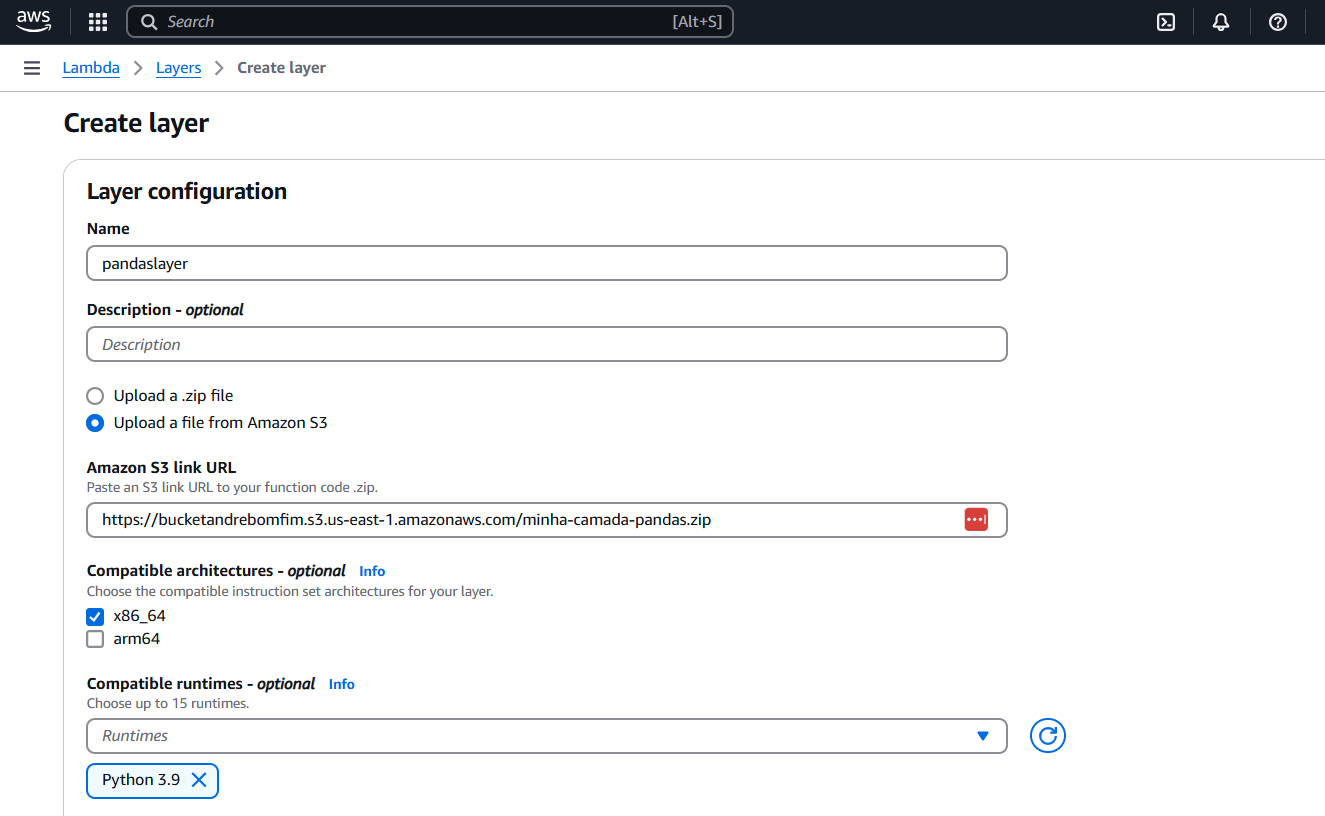 aws
Search [Alt+S]
Lambda > Layers > Create layer
Create layer
Layer configuration
Name
pandaslayer
Description - optional
Description
Upload a .zip file
Upload a file from Amazon S3
Amazon S3 link URL
Paste an S3 link URL to your function code .zip.
https://bucketandrebomfim.s3.us-east-1.amazonaws.com/minha-camada-pandas.zip
Compatible architectures - optional Info
Choose the compatible instruction set architectures for your layer.
x86_64
arm64
Compatible runtimes - optional Info
Choose up to 15 runtimes.
Runtimes
Python 3.9